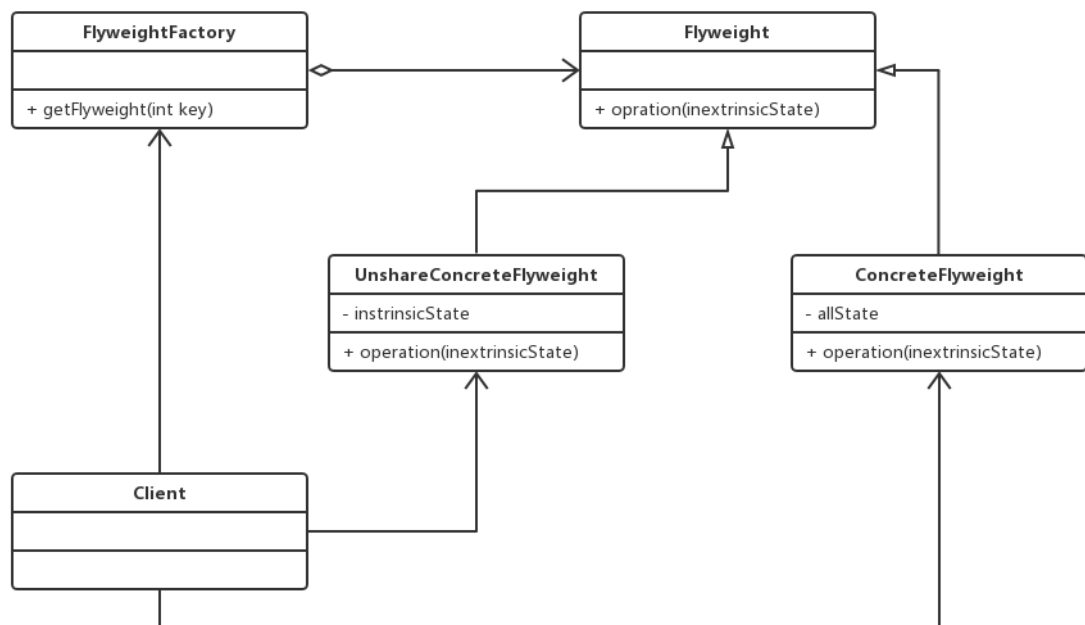 FlyweightFactory
+ getFlyweight(int key)
Flyweight
+ opration(inextrinsicState)
UnshareConcreteFlyweight
- instrinsicState
+ operation(inextrinsicState)
ConcreteFlyweight
- allState
+ operation(inextrinsicState)
Client